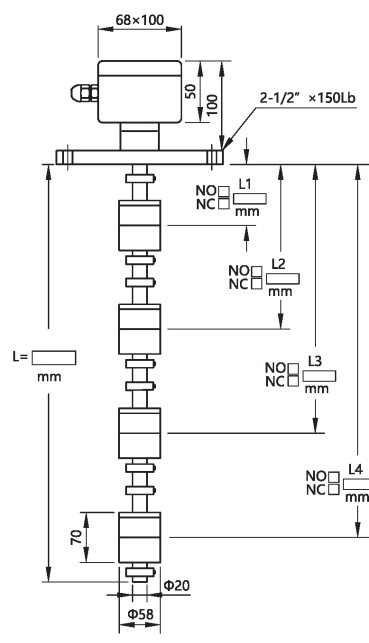 68×100
50
100
2-1/2" ×150Lb
NO L1
NC mm
NO L2
NC mm
L=
mm
NO L3
NC mm
NO L4
NC mm
70
Φ20
Φ58